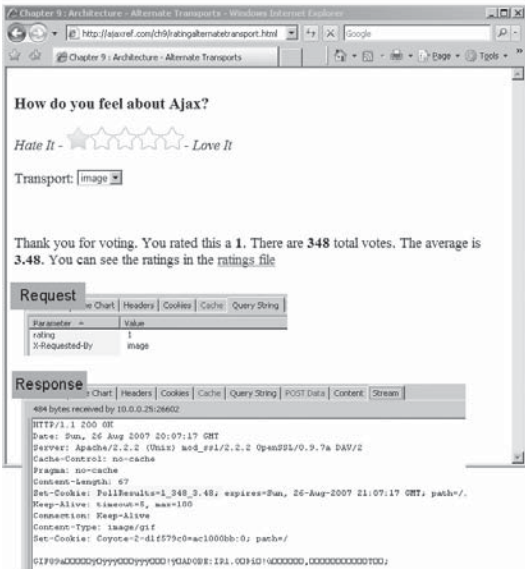 Chapter 9 : Architecture - Alternate Transports - Windows Internet Explorer
http://ajaxref.com/ch9/ratingalternatetransport.html
Google
Chapter 9 : Architecture - Alternate Transports
Page
Tools
How do you feel about Ajax?
Hate It - - Love It
Transport: image
Thank you for voting. You rated this a 1. There are 348 total votes. The average is
3.48. You can see the ratings in the ratings file
Request
Chart Headers Cookies Cache Query String
Parameter Value
rating 1
X-Requested-By image
Response
Chart Headers Cookies Cache Query String POST Data Content Stream
484 bytes received by 10.0.0.25:26602
HTTP/1.1 200 OK
Date: Sun, 26 Aug 2007 20:07:17 GMT
Server: Apache/2.2.2 (Unix) mod_ssl/2.2.2 OpenSSL/0.9.7a DAV/2
Cache-Control: no-cache
Pragma: no-cache
Content-Length: 67
Set-Cookie: PollResults=1_348_3.48; expires=Sun, 26-Aug-2007 21:07:17 GMT; path=/.
Keep-Alive: timeout=5, max=100
Connection: Keep-Alive
Content-Type: image/gif
Set-Cookie: Coyote-2-d1f579c0=ac1000bb:0; path=/